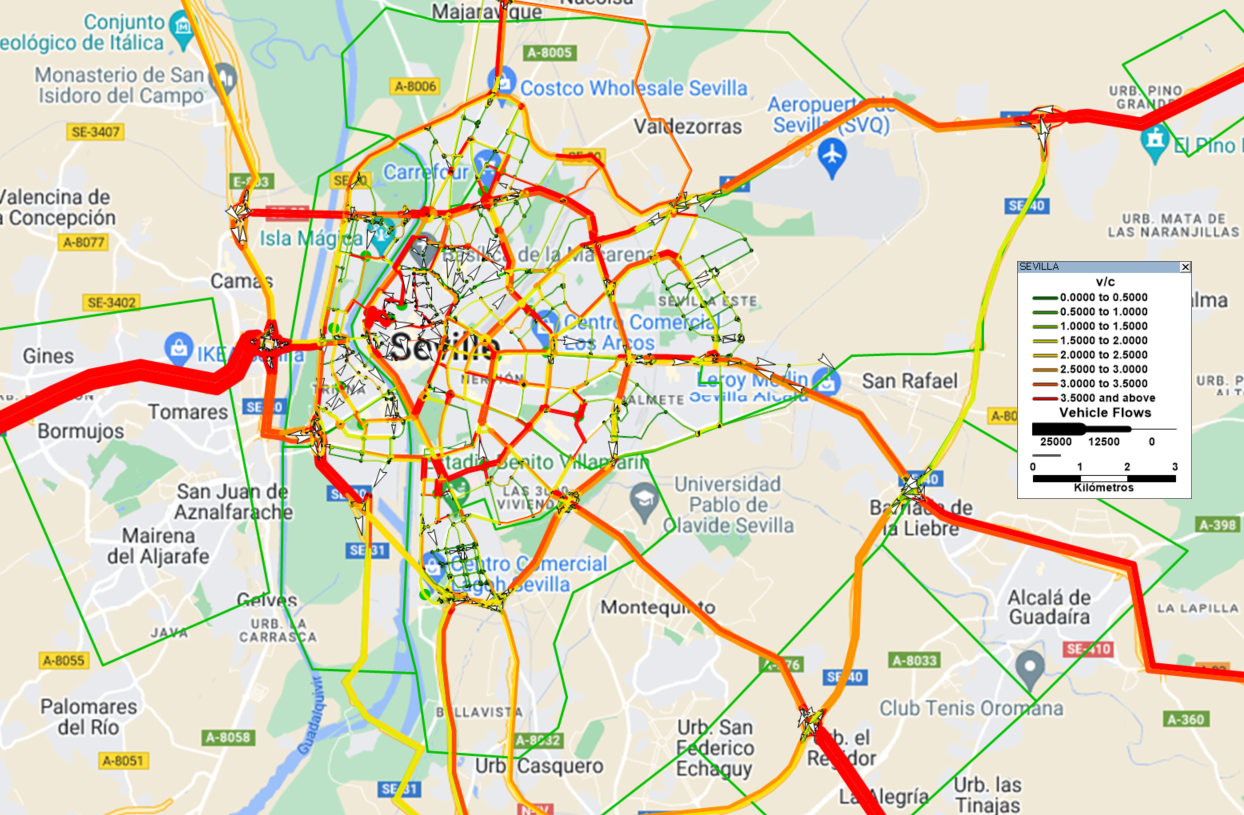 Conjunto
eológico de Itálica
Majaravique
Nacolsa
A-8005
Monasterio de San
Isidoro del Campo
A-8006
Costco Wholesale Sevilla
SE-3407
Aeropuerto de
Sevilla (SVQ)
URB. PINO
GRANDE
Valdezorras
El Pino
Carrefour
SE-20
SE-40
Valencina de
a Concepción
A-8077
Isla Mágica
Basílica de la Macarena
URB. MATA DE
LAS NARANJILLAS
Camas
SE-3402
SEVILLA ESTE
Centro Comercial
Los Arcos
Gines
IKEA
Sevilla
NERVIÓN
TRIANA
Leroy Merlin
Sevilla Alcalá
San Rafael
Tomares
PALMETE
Bormujos
Estadio Benito Villamarín
LAS 3000
VIVIENDAS
San Juan de
Aznalfarache
Universidad
Pablo de
Olavide Sevilla
Barriada de
la Liebre
A-398
Mairena
del Aljarafe
SE-31
Centro Comercial
Lagoh Sevilla
Gelves
URB. LA
CARRASCA
JAVA
Montequinto
Alcalá de
Guadaíra
LA LAPILLA
SE-410
A-8055
A-376
A-8033
SE-40
Palomares
del Río
Club Tenis Oromana
A-360
BELLAVISTA
Guadalquivir
A-8058
A-8032
Urb. San
Federico
Echaguy
Urb. el
Regidor
A-8051
Urb. Casquero
SE-31
N-IV
La Alegría
Urb. las
Tinajas
SEVILLA
v/c
0.0000 to 0.5000
0.5000 to 1.0000
1.0000 to 1.5000
1.5000 to 2.0000
2.0000 to 2.5000
2.5000 to 3.0000
3.0000 to 3.5000
3.5000 and above
Vehicle Flows
25000 12500 0
0 1 2 3
Kilómetros